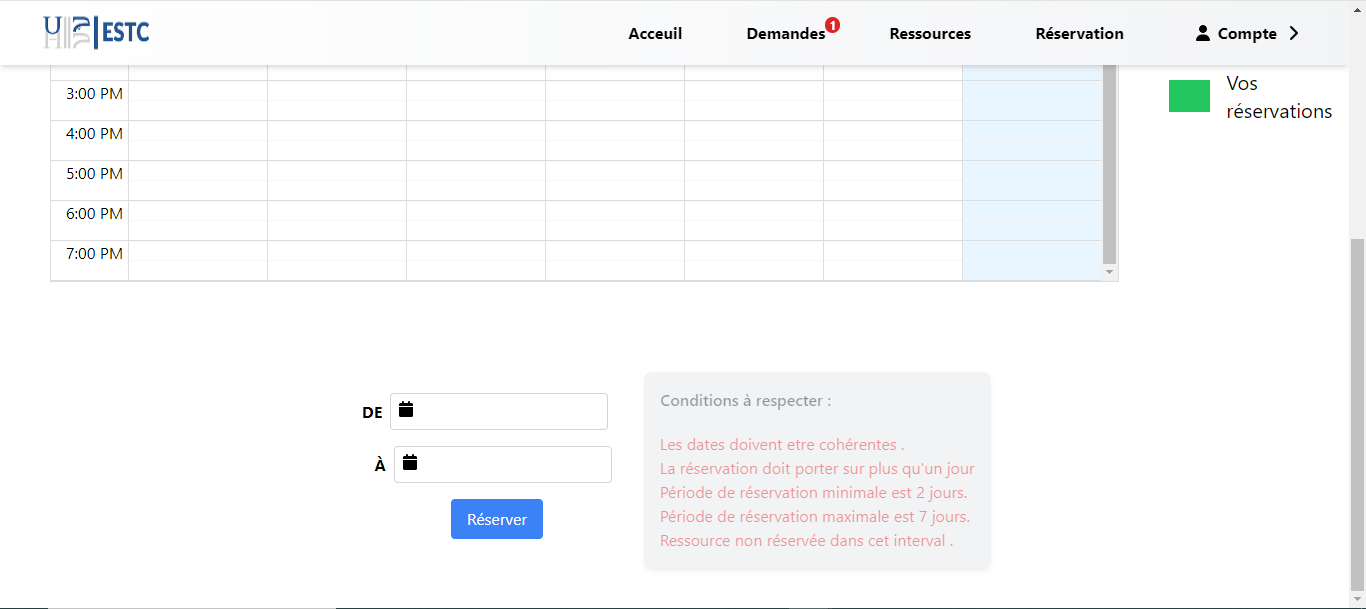 UH2C ESTC
Acceuil
Demandes
1
Ressources
Réservation
Compte
3:00 PM
4:00 PM
5:00 PM
6:00 PM
7:00 PM
Vos
réservations
DE
À
Réserver
Conditions à respecter :
Les dates doivent etre cohérentes .
La réservation doit porter sur plus qu'un jour
Période de réservation minimale est 2 jours.
Période de réservation maximale est 7 jours.
Ressource non réservée dans cet interval .